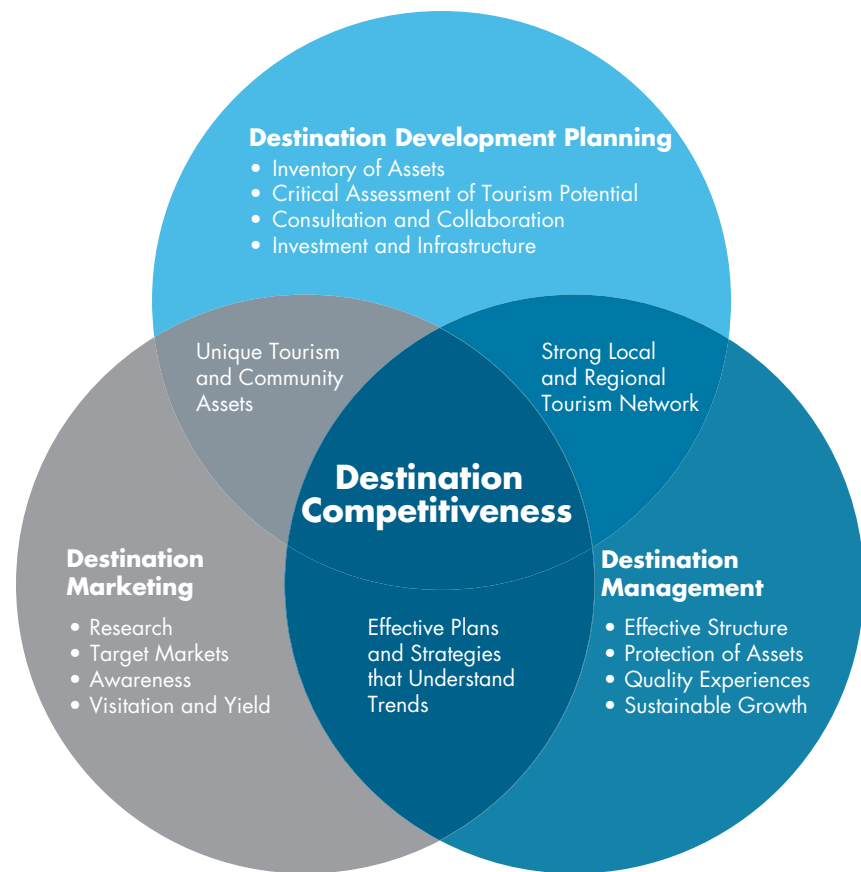 Destination Development Planning
• Inventory of Assets
• Critical Assessment of Tourism Potential
• Consultation and Collaboration
• Investment and Infrastructure
Unique Tourism
and Community
Assets
Strong Local
and Regional
Tourism Network
Destination
Competitiveness
Destination
Marketing
• Research
• Target Markets
• Awareness
• Visitation and Yield
Effective Plans
and Strategies
that Understand
Trends
Destination
Management
• Effective Structure
• Protection of Assets
• Quality Experiences
• Sustainable Growth